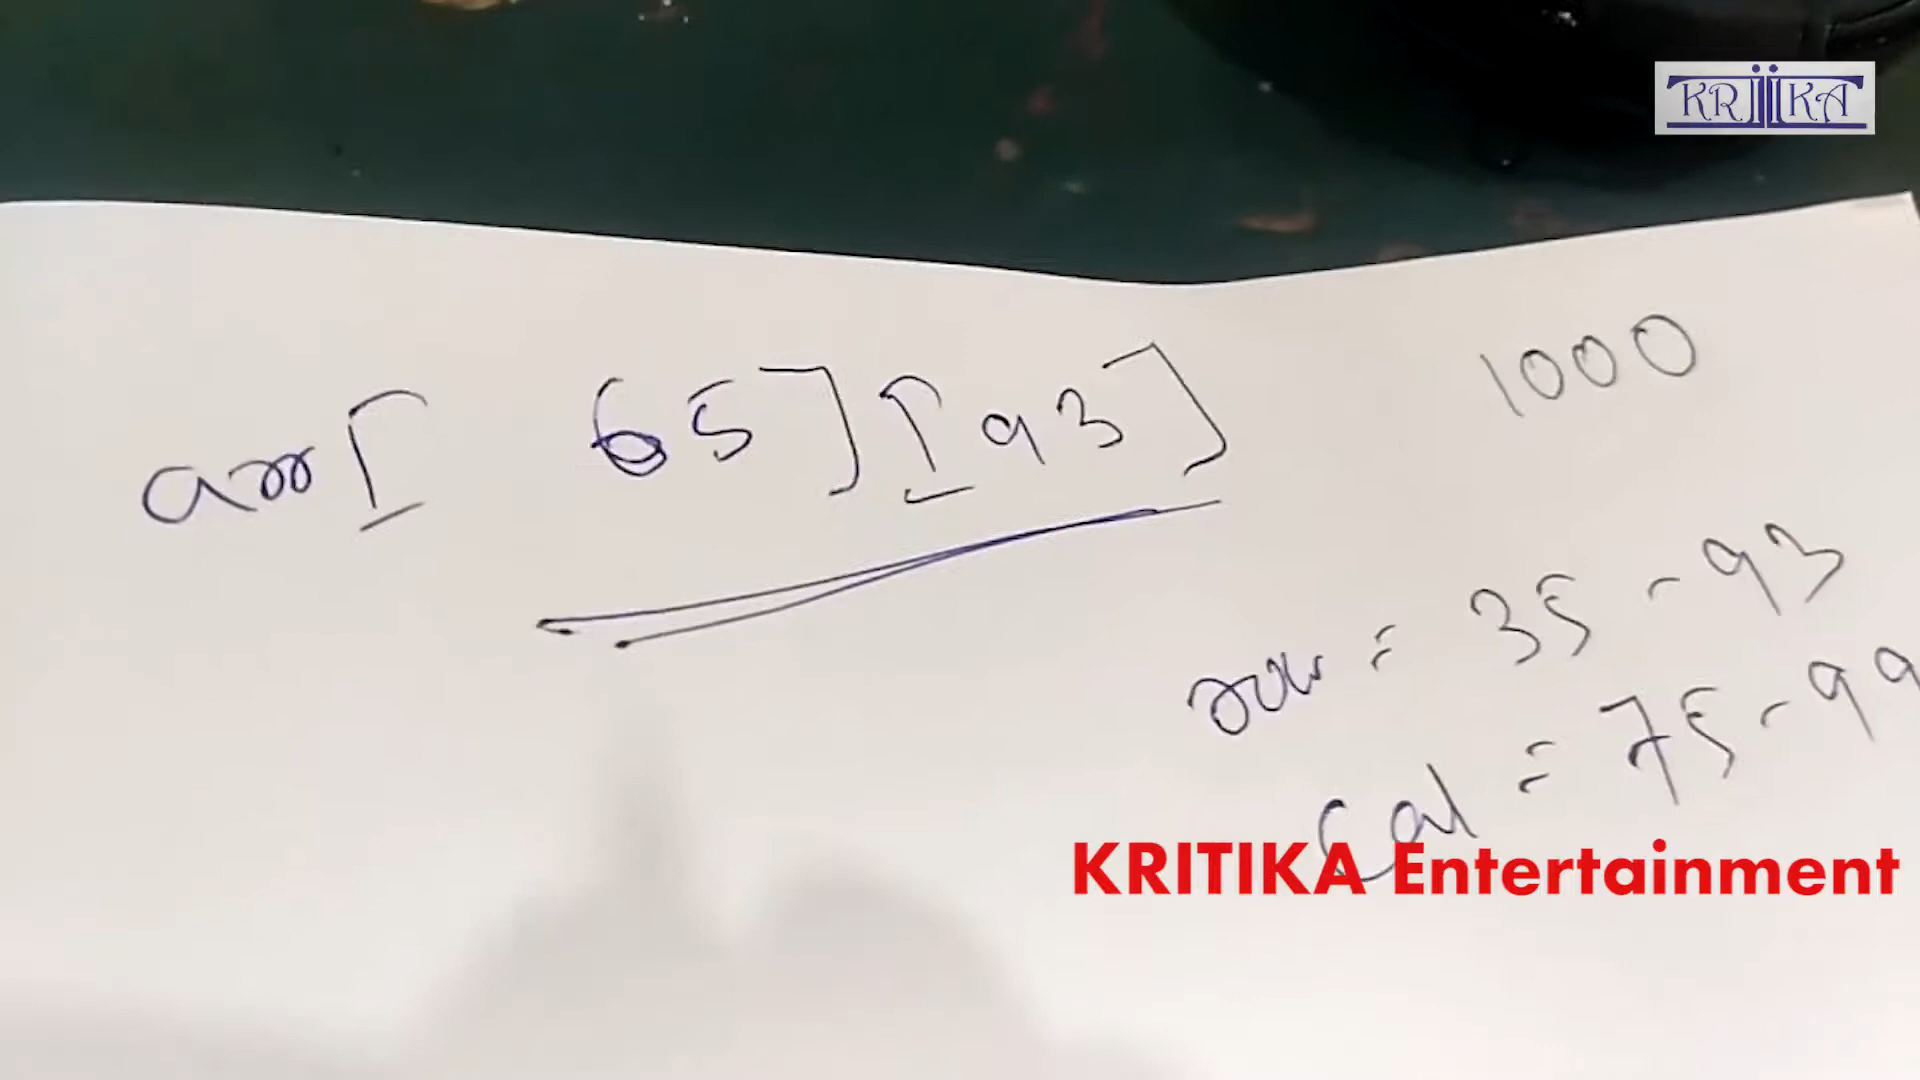 KRIIKA
arr[ 65][93]
1000
row = 35 - 93
Col = 75 - 99
KRITIKA Entertainment